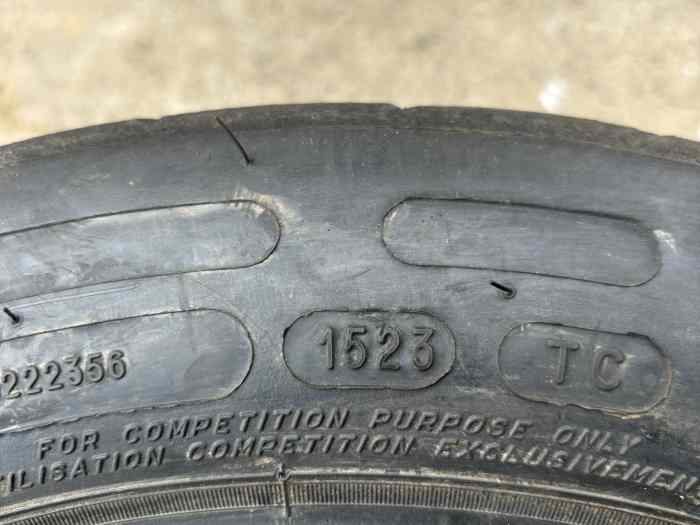 222356 1523 TC
FOR COMPETITION PURPOSE ONLY
ILISATION COMPETITION EXCLUSIVEMEN